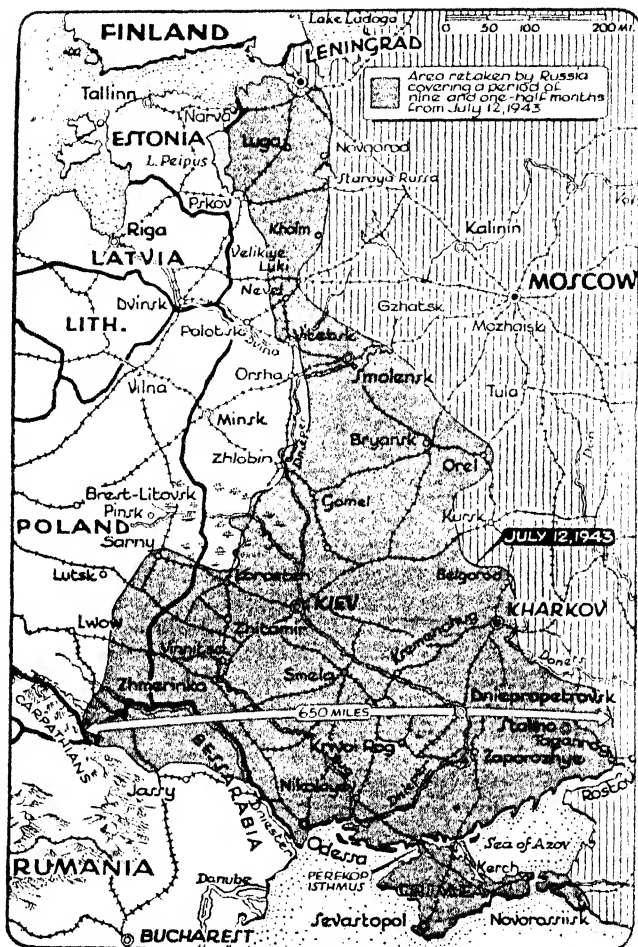 FINLAND
Lake Ladoga
0 50 100 200 MI.
LENINGRAD
Area retaken by Russia
covering a period of
nine and one-half months
from July 12, 1943
Tallinn
Narva
ESTONIA
L. Peipus
Luga
Novgorod
Staraya Russa
Pskov
Kholm
Kalinin
Riga
LATVIA
Velikiye
Luki
Nevel
MOSCOW
Gzhatsk
Mozhaisk
Dvinsk
LITH.
Polotsk
Dvina
Vitebsk
Orsha
Smolensk
Vilna
Tula
Minsk
Bryansk
Orel
Zhlobin
Dnieper
Gomel
Don
Brest-Litovsk
Pinsk
Kursk
POLAND
Sarny
JULY 12, 1943
Lutsk
Korosten
Belgorod
KIEV
KHARKOV
Zhitomir
Lwow
Kremenchug
Donets
Vinnitsa
Smela
Zhmerinka
Dniepropetrovsk
650 MILES
CARPATHIANS
Stalino
Taganrog
Krivoi Rog
BESSARABIA
Zaporozhye
Nikolayev
Rostov
Jassy
Dniester
Dnieper
Odessa
Sea of Azov
RUMANIA
PEREKOP
ISTHMUS
Kerch
Danube
CRIMEA
Sevastopol
Novorossiisk
BUCHAREST